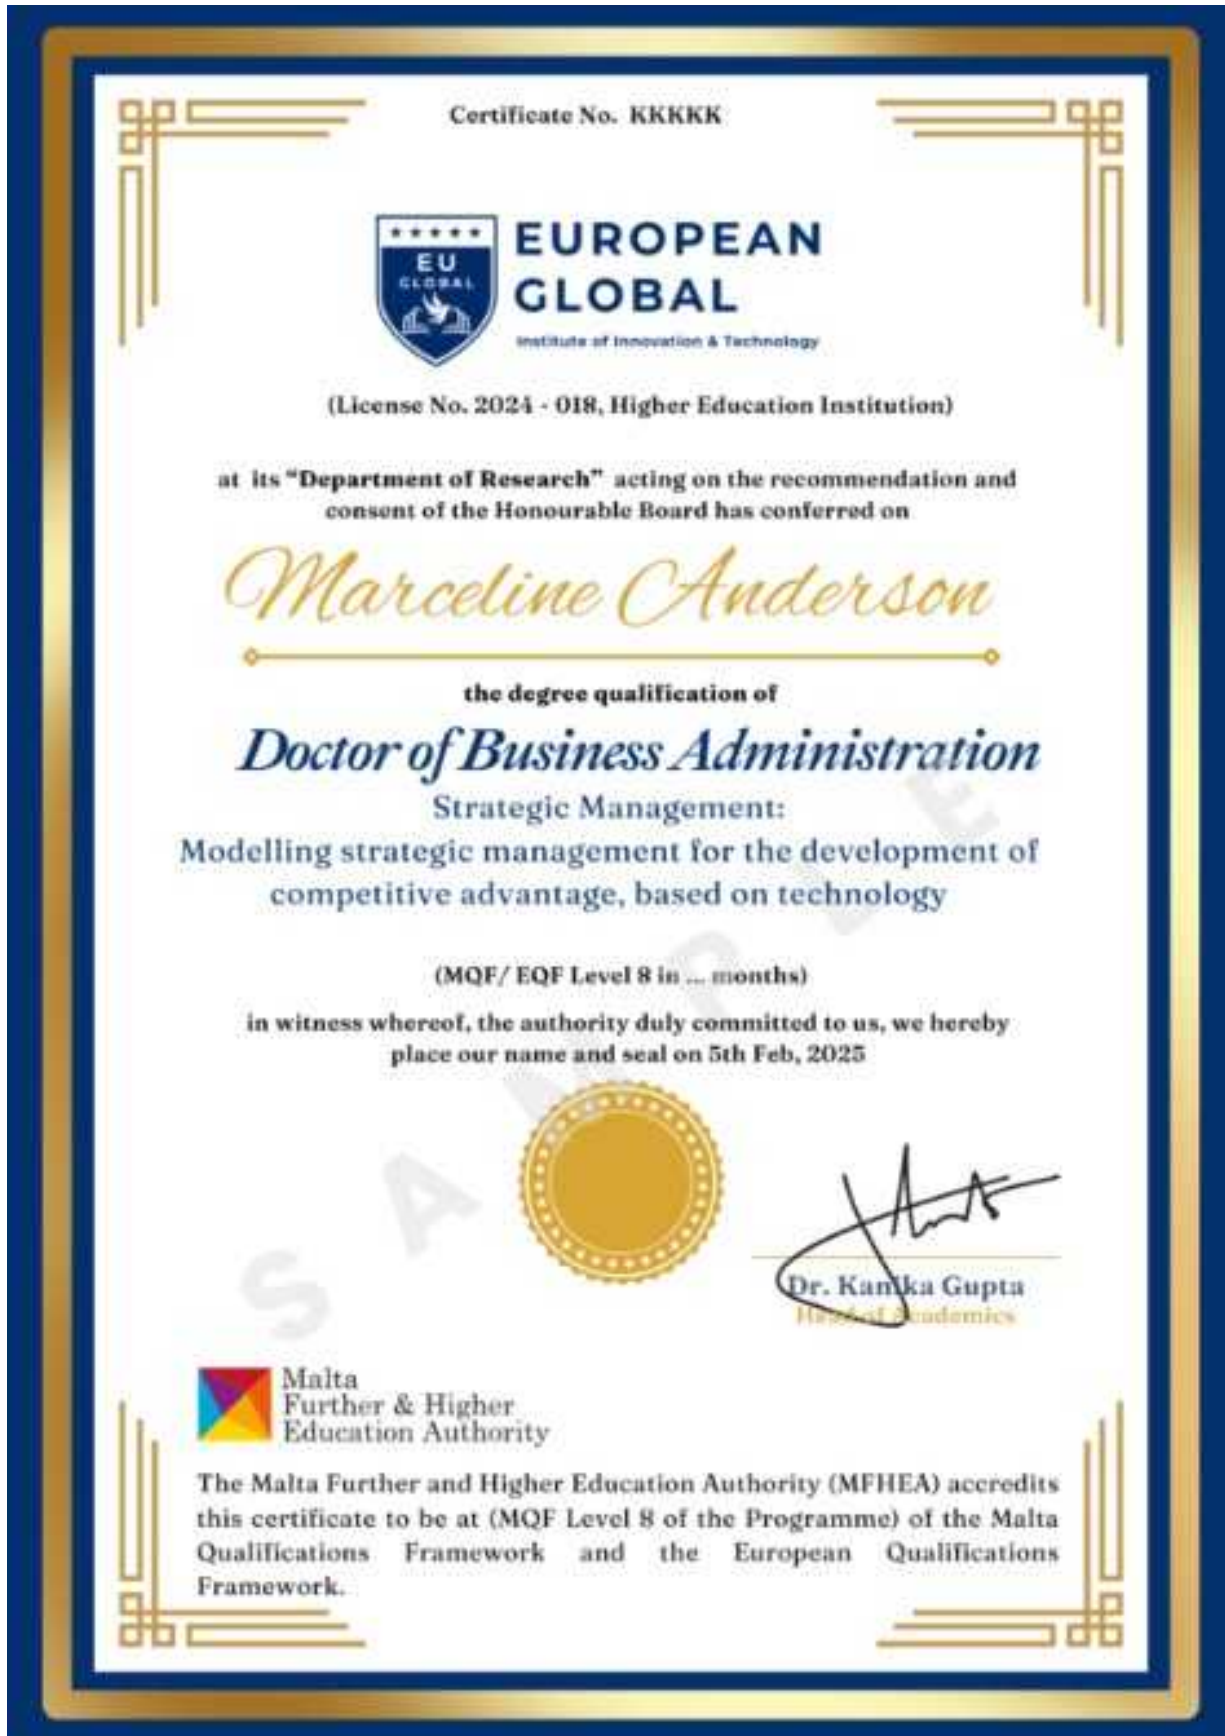 Certificate No. KKKKK
★★★★★
EU
GLOBAL
EUROPEAN
GLOBAL
Institute of Innovation & Technology
(License No. 2024 - 018, Higher Education Institution)
at its “Department of Research” acting on the recommendation and
consent of the Honourable Board has conferred on
Marceline Anderson
the degree qualification of
Doctor of Business Administration
Strategic Management:
Modelling strategic management for the development of
competitive advantage, based on technology
(MQF/ EQF Level 8 in ... months)
in witness whereof, the authority duly committed to us, we hereby
place our name and seal on 5th Feb, 2025
SAMPLE
Dr. Kanika Gupta
Head of Academics
Malta
Further & Higher
Education Authority
The Malta Further and Higher Education Authority (MFHEA) accredits
this certificate to be at (MQF Level 8 of the Programme) of the Malta
Qualifications Framework and the European Qualifications
Framework.